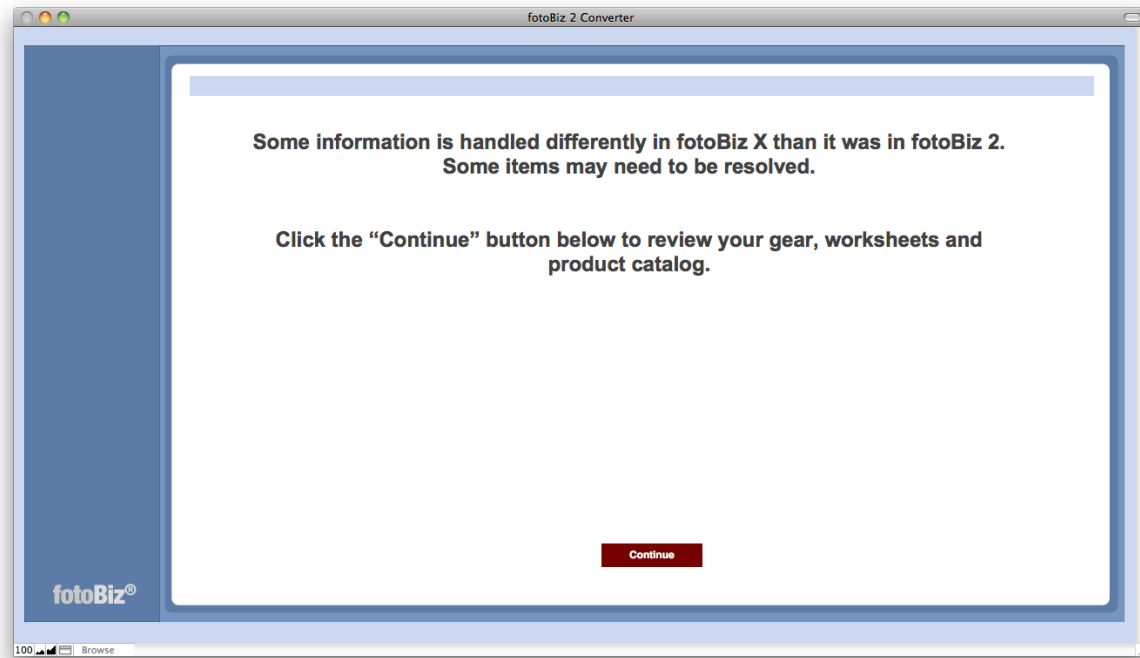 fotoBiz 2 Converter
Some information is handled differently in fotoBiz X than it was in fotoBiz 2.
Some items may need to be resolved.
Click the “Continue” button below to review your gear, worksheets and
product catalog.
Continue
fotoBiz®
100 Browse